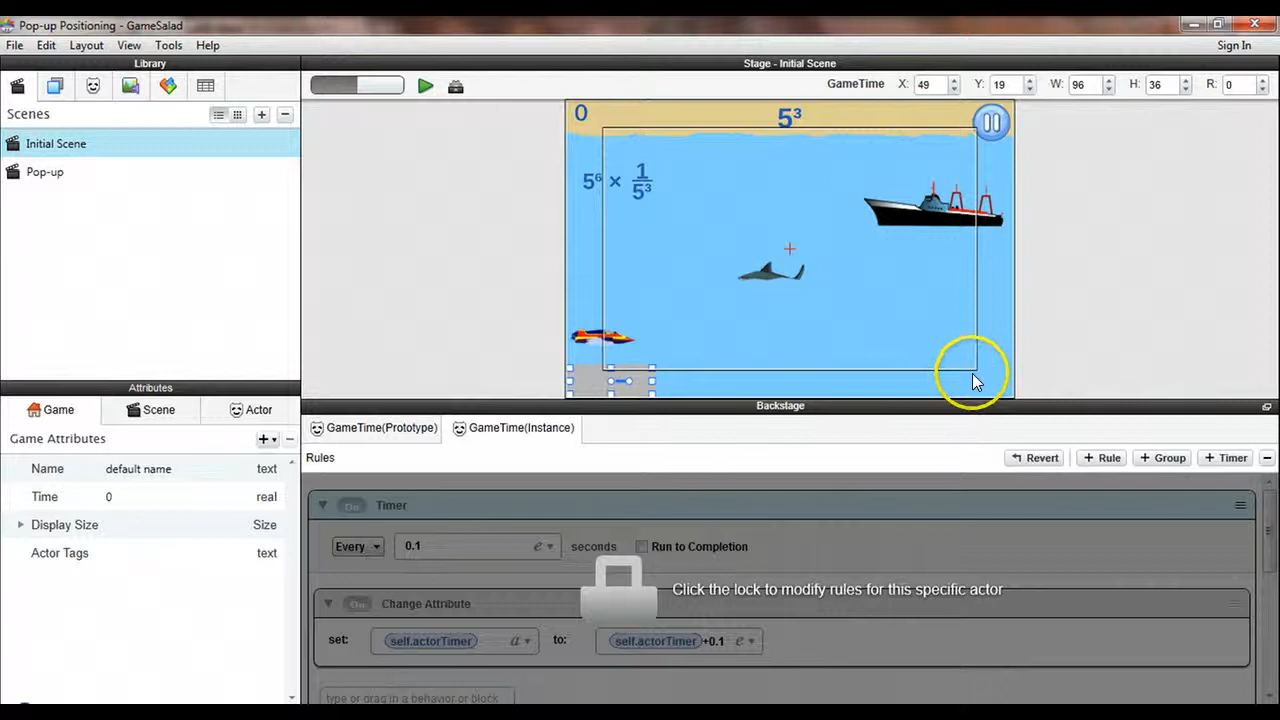 Pop-up Positioning - GameSalad
File Edit Layout View Tools Help
Sign In
Library
Stage - Initial Scene
GameTime X: 49 Y: 19 W: 96 H: 36 R: 0
Scenes
Initial Scene
Pop-up
0
5³
5⁶ × 1/5³
Attributes
Backstage
Game Scene Actor
GameTime(Prototype) GameTime(Instance)
Game Attributes
Rules
Revert + Rule + Group + Timer
Name default name text
Time 0 real
Display Size Size
Actor Tags text
On Timer
Every 0.1 e seconds Run to Completion
Click the lock to modify rules for this specific actor
On Change Attribute
set: self.actorTimer a to: self.actorTimer+0.1 e
type or drag in a behavior or block